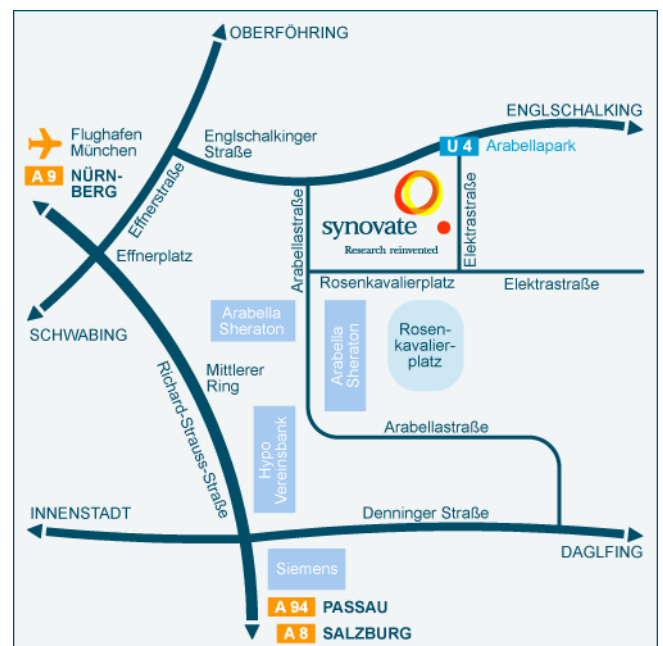 OBERFÖHRING
ENGLSCHALKING
Flughafen
München
A 9 NÜRN-
BERG
Englschalkinger
Straße
U 4 Arabellapark
Effnerstraße
Effnerplatz
Arabellastraße
synovate
Research reinvented
Elektrastraße
Rosenkavalierplatz
Elektrastraße
SCHWABING
Arabella
Sheraton
Arabella
Sheraton
Rosen-
kavalier-
platz
Mittlerer
Ring
Richard-Strauss-Straße
Hypo
Vereinsbank
Arabellastraße
INNENSTADT
Denninger Straße
DAGLFING
Siemens
A 94 PASSAU
A 8 SALZBURG